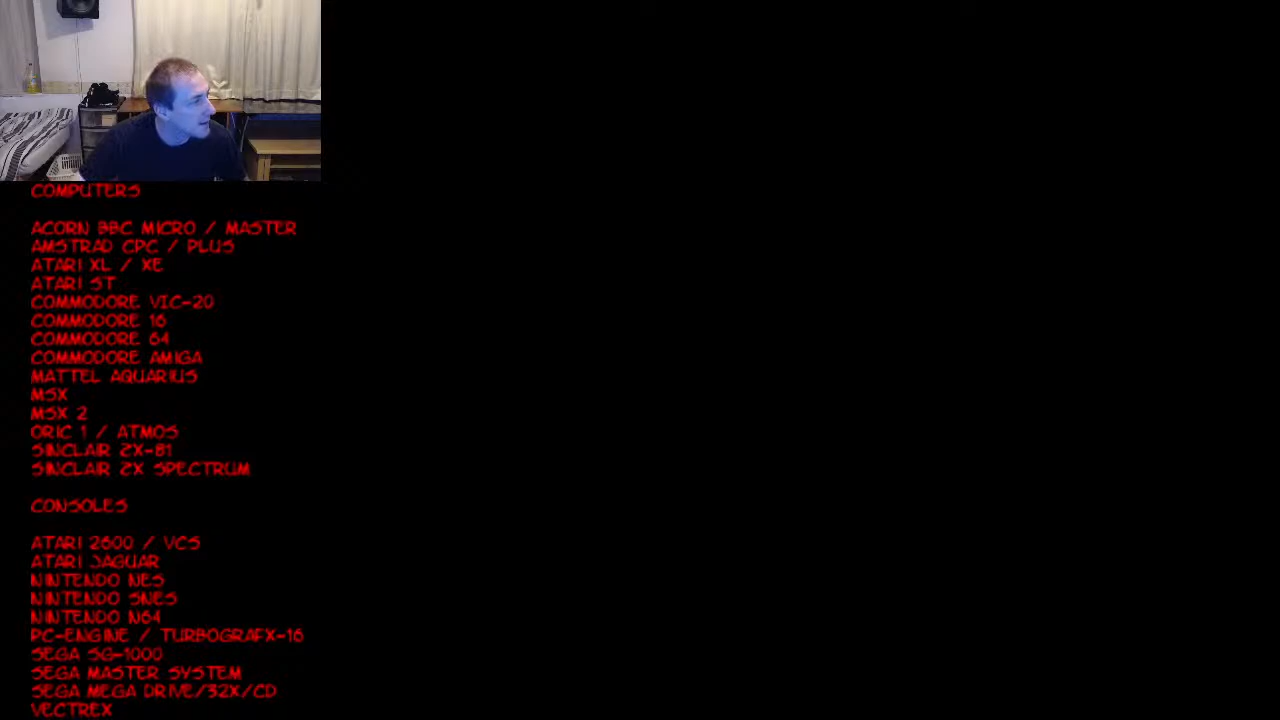 COMPUTERS
ACORN BBC MICRO / MASTER
AMSTRAD CPC / PLUS
ATARI XL / XE
ATARI ST
COMMODORE VIC-20
COMMODORE 16
COMMODORE 64
COMMODORE AMIGA
MATTEL AQUARIUS
MSX
MSX 2
ORIC 1 / ATMOS
SINCLAIR ZX-81
SINCLAIR ZX SPECTRUM
CONSOLES
ATARI 2600 / VCS
ATARI JAGUAR
NINTENDO NES
NINTENDO SNES
NINTENDO N64
PC-ENGINE / TURBOGRAFX-16
SEGA SG-1000
SEGA MASTER SYSTEM
SEGA MEGA DRIVE/32X/CD
VECTREX